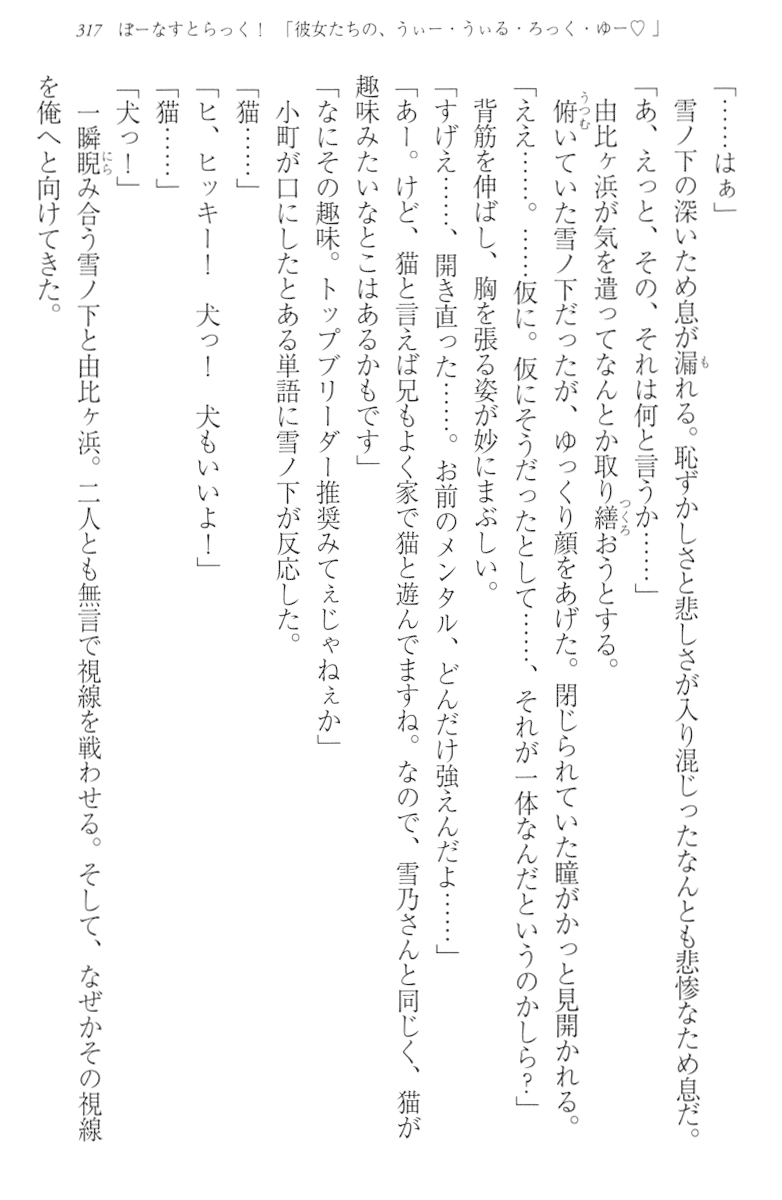 317 ぼーなすとらっく！ 「彼女たちの、うぃー・うぃる・ろっく・ゆー♡」
「……はぁ」
雪ノ下の深いため息が漏れる。恥ずかしさと悲しさが入り混じったなんとも悲惨なため息だ。
「あ、えっと、その、それは何と言うか……」
由比ヶ浜が気を遣ってなんとか取り繕おうとする。
俯いていた雪ノ下だったが、ゆっくり顔をあげた。閉じられていた瞳がかっと見開かれる。
「ええ……。……仮に。仮にそうだったとして……、それが一体なんだというのかしら？」
背筋を伸ばし、胸を張る姿が妙にまぶしい。
「すげえ……、開き直った……。お前のメンタル、どんだけ強えんだよ……」
「あー。けど、猫と言えば兄もよく家で猫と遊んでますね。なので、雪乃さんと同じく、猫が
趣味みたいなとこはあるかもです」
「なにその趣味。トップブリーダー推奨みてぇじゃねぇか」
小町が口にしたとある単語に雪ノ下が反応した。
「猫……」
「ヒ、ヒッキー！　犬っ！　犬もいいよ！」
「猫……」
「犬っ！」
一瞬睨み合う雪ノ下と由比ヶ浜。二人とも無言で視線を戦わせる。そして、なぜかその視線
を俺へと向けてきた。